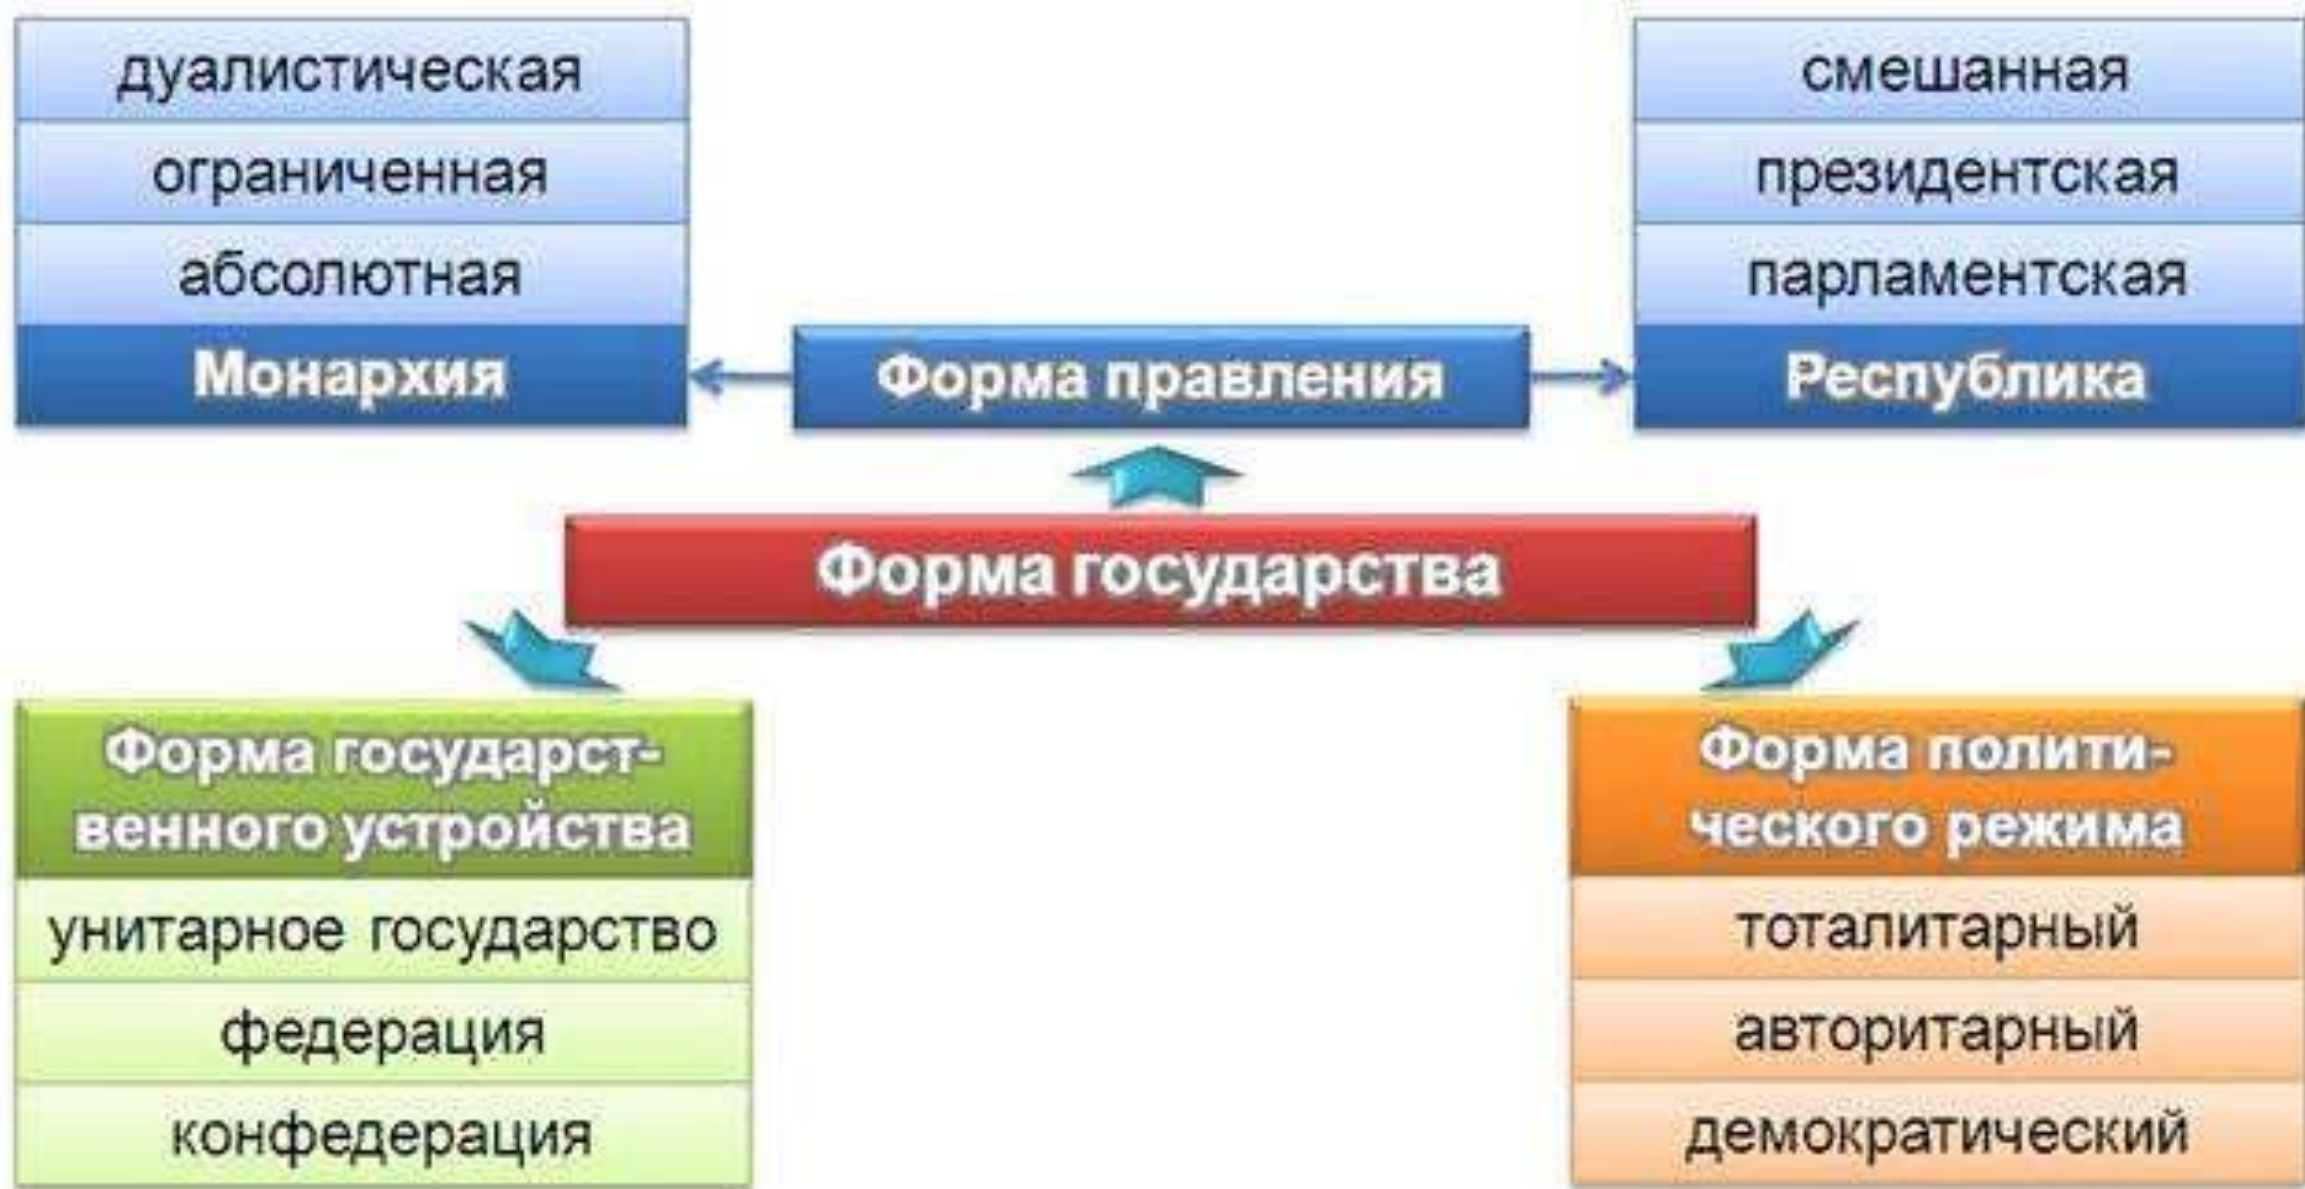 дуалистическая
ограниченная
абсолютная
Монархия
Форма правления
смешанная
президентская
парламентская
Республика
Форма государства
Форма государст-
венного устройства
унитарное государство
федерация
конфедерация
Форма полити-
ческого режима
тоталитарный
авторитарный
демократический